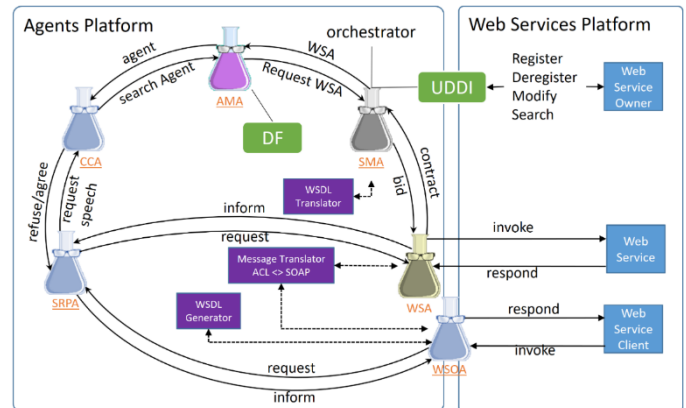 Agents Platform
Web Services Platform
orchestrator
agent
WSA
search Agent
Request WSA
AMA
UDDI
Register
Deregister
Modify
Search
Web
Service
Owner
DF
CCA
SMA
refuse/agree
request
speech
WSDL
Translator
bid
contract
inform
request
invoke
Web
Service
respond
Message Translator
ACL <> SOAP
SRPA
WSA
WSDL
Generator
respond
Web
Service
Client
invoke
request
WSOA
inform